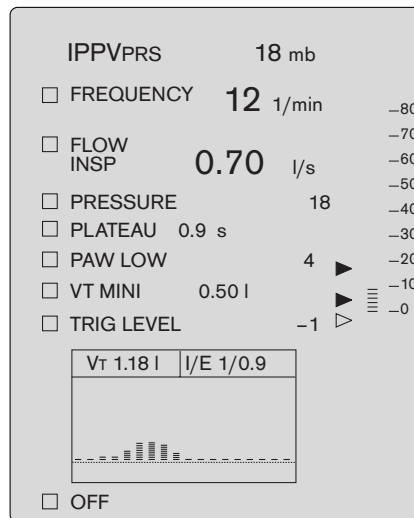 IPPVPRS 18 mb
FREQUENCY 12 1/min
FLOW
INSP 0.70 l/s
PRESSURE 18
PLATEAU 0.9 s
PAW LOW 4
VT MINI 0.50 l
TRIG LEVEL –1
–80
–70
–60
–50
–40
–30
–20
–10
–0
VT 1.18 l I/E 1/0.9
OFF